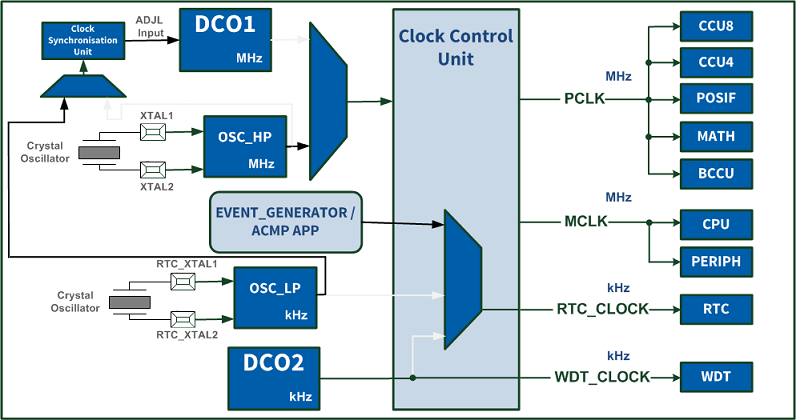 Clock
Synchronisation
Unit
ADJL
Input
DCO1
MHz
Clock Control
Unit
XTAL1
Crystal
Oscillator
XTAL2
OSC_HP
MHz
EVENT_GENERATOR /
ACMP APP
RTC_XTAL1
Crystal
Oscillator
RTC_XTAL2
OSC_LP
kHz
DCO2
kHz
MHz
PCLK
CCU8
CCU4
POSIF
MATH
BCCU
MHz
MCLK
CPU
PERIPH
kHz
RTC_CLOCK
RTC
kHz
WDT_CLOCK
WDT